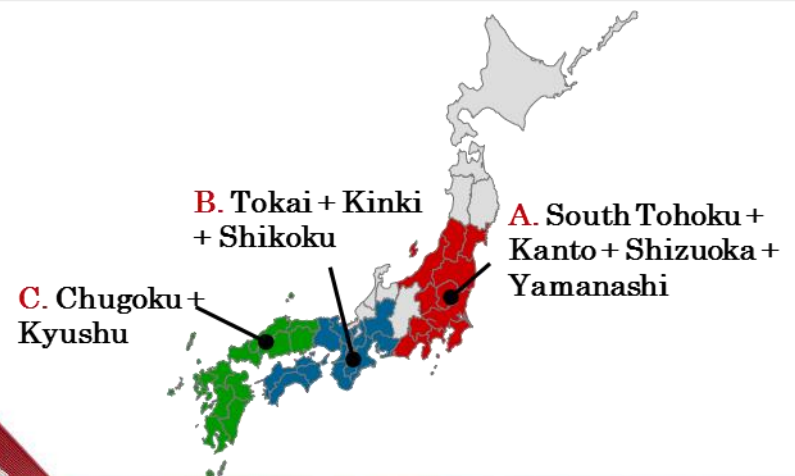 B. Tokai + Kinki
+ Shikoku
A. South Tohoku +
Kanto + Shizuoka +
Yamanashi
C. Chugoku +
Kyushu